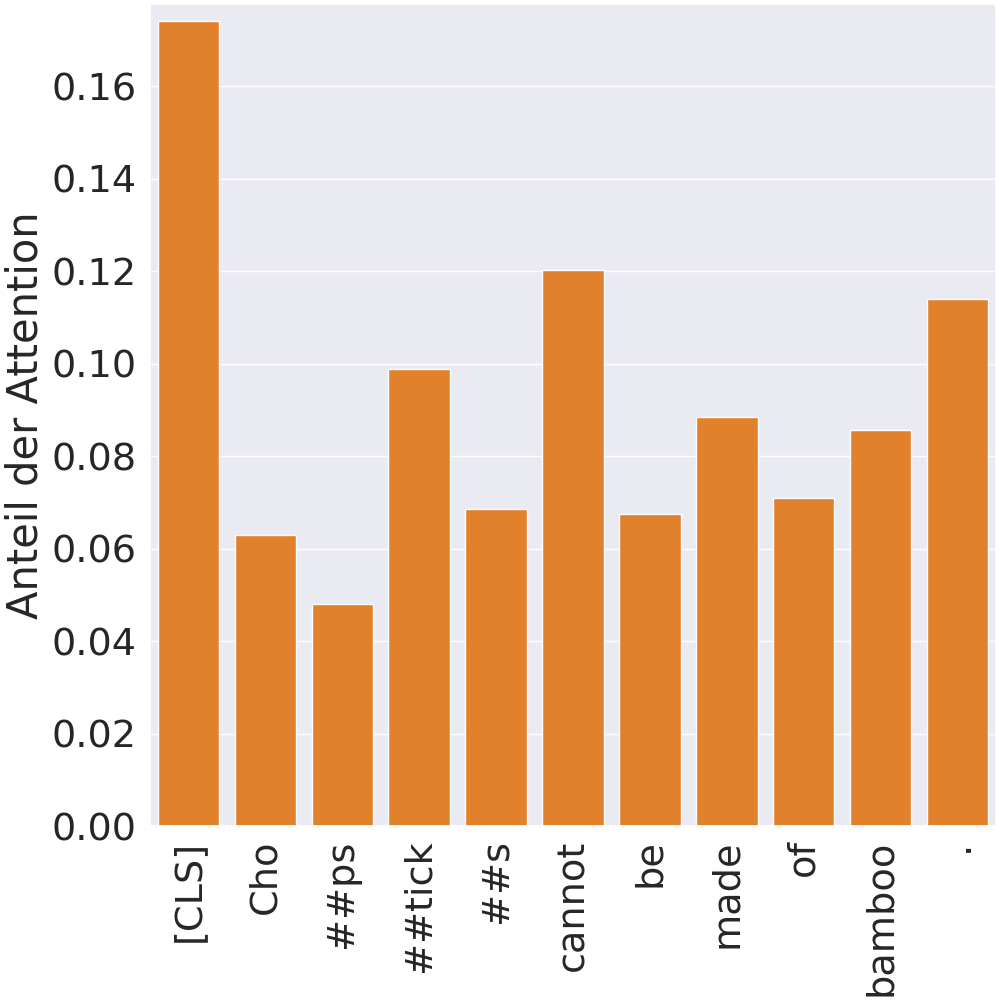 Anteil der Attention
0.16
0.14
0.12
0.10
0.08
0.06
0.04
0.02
0.00
[CLS]
Cho
##ps
##tick
##s
cannot
be
made
of
bamboo
.